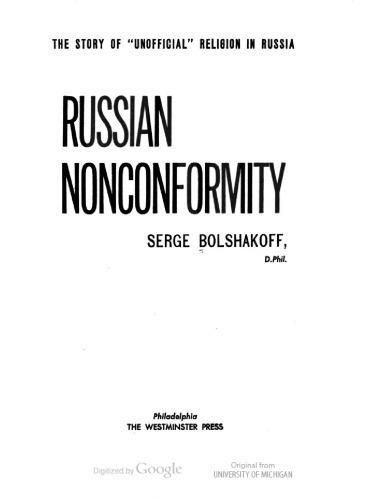 THE STORY OF "UNOFFICIAL" RELIGION IN RUSSIA
RUSSIAN
NONCONFORMITY
SERGE BOLSHAKOFF,
D.Phil.
Philadelphia
THE WESTMINSTER PRESS
Digitized by Google
Original from
UNIVERSITY OF MICHIGAN